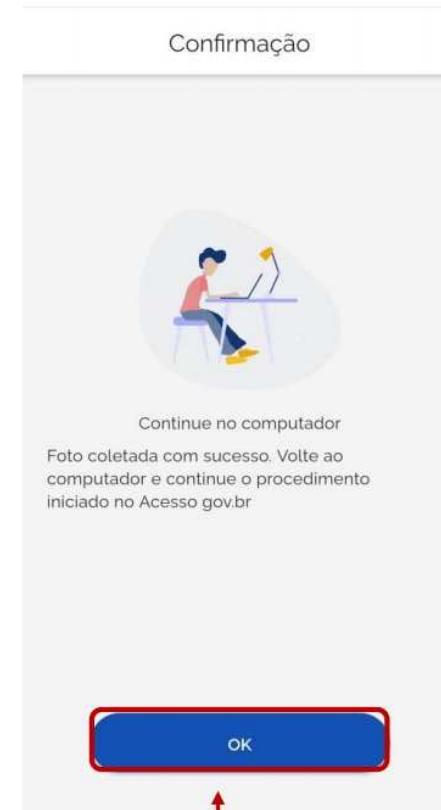 Confirmação
Continue no computador
Foto coletada com sucesso. Volte ao
computador e continue o procedimento
iniciado no Acesso gov.br
OK